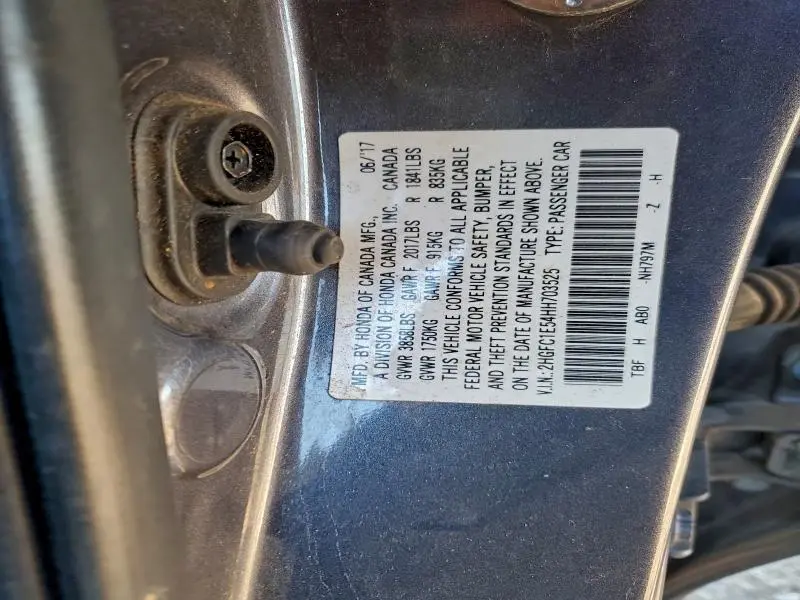 MFD. BY HONDA OF CANADA MFG., 06/17
A DIVISION OF HONDA CANADA INC. CANADA
GVWR 3858LBS GAWR F 2017LBS R 1841LBS
GVWR 1750KG GAWR F 915KG R 835KG
THIS VEHICLE CONFORMS TO ALL APPLICABLE
FEDERAL MOTOR VEHICLE SAFETY, BUMPER,
AND THEFT PREVENTION STANDARDS IN EFFECT
ON THE DATE OF MANUFACTURE SHOWN ABOVE.
V.I.N.:2HGFC1E54HH703525 TYPE: PASSENGER CAR
TBF H AB0 -NH797M -Z -H